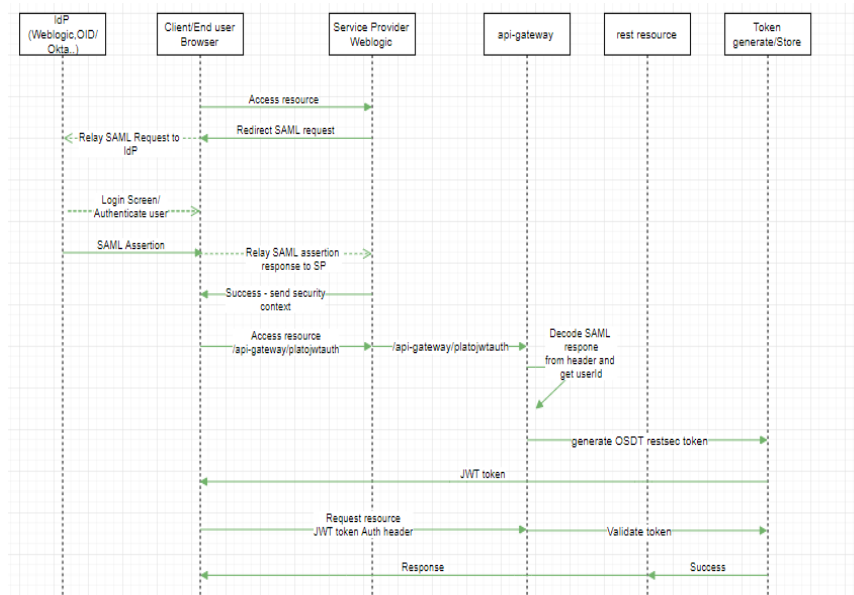 IdP
(Weblogic,OID/
Okta..)
Client/End user
Browser
Service Provider
Weblogic
api-gateway
rest resource
Token
generate/Store
Access resource
Redirect SAML request
Relay SAML Request to
IdP
Login Screen/
Authenticate user
SAML Assertion
Relay SAML assertion
response to SP
Success - send security
context
Access resource
/api-gateway/platojwtauth
/api-gateway/platojwtauth
Decode SAML
respone
from header and
get userId
generate OSDT restsec token
JWT token
Request resource
JWT token Auth header
Validate token
Response
Success